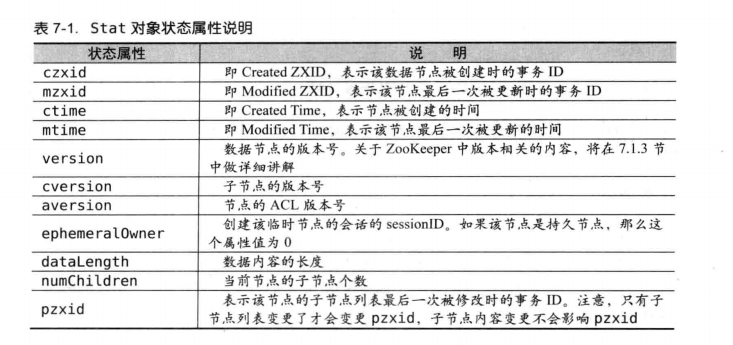 表 7-1. Stat 对象状态属性说明
状态属性 说 明
czxid 即 Created ZXID，表示该数据节点被创建时的事务 ID
mzxid 即 Modified ZXID，表示该节点最后一次被更新时的事务 ID
ctime 即 Created Time，表示节点被创建的时间
mtime 即 Modified Time，表示该节点最后一次被更新的时间
version 数据节点的版本号。关于 ZooKeeper 中版本相关的内容，将在 7.1.3 节
中做详细讲解
cversion 子节点的版本号
aversion 节点的 ACL 版本号
ephemeralOwner 创建该临时节点的会话的 sessionID。如果该节点是持久节点，那么这
个属性值为 0
dataLength 数据内容的长度
numChildren 当前节点的子节点个数
pzxid 表示该节点的子节点列表最后一次被修改时的事务 ID。注意，只有子
节点列表变更了才会变更 pzxid，子节点内容变更不会影响 pzxid